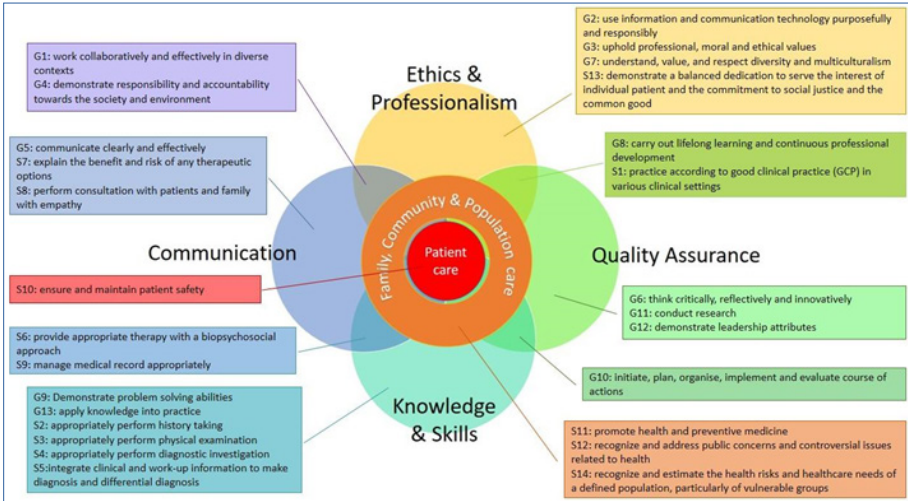 G1: work collaboratively and effectively in diverse
contexts
G4: demonstrate responsibility and accountability
towards the society and environment
Ethics &
Professionalism
G2: use information and communication technology purposefully
and responsibly
G3: uphold professional, moral and ethical values
G7: understand, value, and respect diversity and multiculturalism
S13: demonstrate a balanced dedication to serve the interest of
individual patient and the commitment to social justice and the
common good
G5: communicate clearly and effectively
S7: explain the benefit and risk of any therapeutic
options
S8: perform consultation with patients and family
with empathy
G8: carry out lifelong learning and continuous professional
development
S1: practice according to good clinical practice (GCP) in
various clinical settings
Communication
Family, Community & Population care
Patient
care
Quality Assurance
S10: ensure and maintain patient safety
G6: think critically, reflectively and innovatively
G11: conduct research
G12: demonstrate leadership attributes
S6: provide appropriate therapy with a biopsychosocial
approach
S9: manage medical record appropriately
G10: initiate, plan, organise, implement and evaluate course of
actions
G9: Demonstrate problem solving abilities
G13: apply knowledge into practice
S2: appropriately perform history taking
S3: appropriately perform physical examination
S4: appropriately perform diagnostic investigation
S5:integrate clinical and work-up information to make
diagnosis and differential diagnosis
Knowledge
& Skills
S11: promote health and preventive medicine
S12: recognize and address public concerns and controversial issues
related to health
S14: recognize and estimate the health risks and healthcare needs of
a defined population, particularly of vulnerable groups